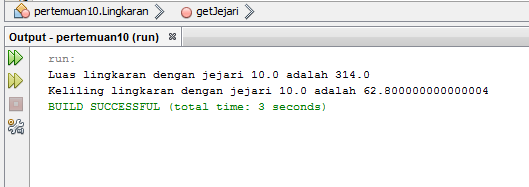 pertemuan10.Lingkaran getJejari
Output - pertemuan10 (run)
run:
Luas lingkaran dengan jejari 10.0 adalah 314.0
Keliling lingkaran dengan jejari 10.0 adalah 62.800000000000004
BUILD SUCCESSFUL (total time: 3 seconds)